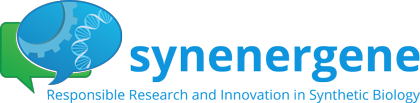 synenergene
Responsible Research and Innovation in Synthetic Biology